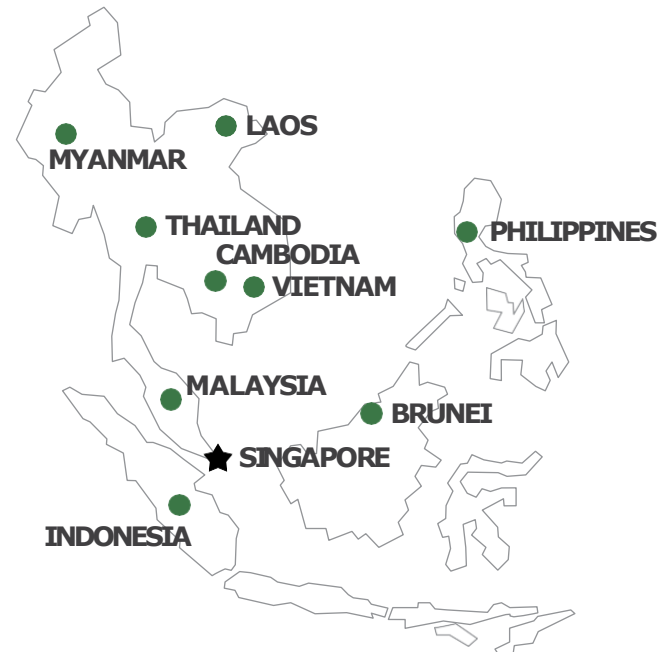 LAOS
MYANMAR
THAILAND
PHILIPPINES
CAMBODIA
VIETNAM
MALAYSIA
BRUNEI
SINGAPORE
INDONESIA